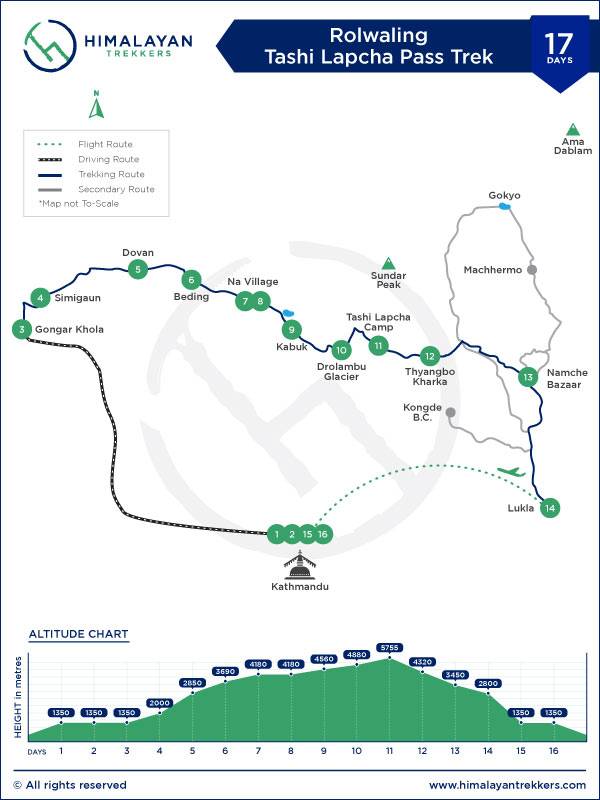 HIMALAYAN
TREKKERS
Rolwaling
Tashi Lapcha Pass Trek
17
DAYS
N
Flight Route
Driving Route
Trekking Route
Secondary Route
*Map not To-Scale
Ama
Dablam
Gokyo
Machhermo
Dovan
5
6
Beding
Na Village
7 8
4
Simigaun
3
Gongar Khola
9
Kabuk
Sundar
Peak
Tashi Lapcha
Camp
10
11
Drolambu
Glacier
12
Thyangbo
Kharka
13
Namche
Bazaar
Kongde
B.C.
Lukla
14
1 2 15 16
Kathmandu
ALTITUDE CHART
HEIGHT in metres
1350 1350 1350 2000 2850 3690 4180 4180 4560 4880 5755 4320 3450 2800 1350 1350
DAYS 1 2 3 4 5 6 7 8 9 10 11 12 13 14 15 16
© All rights reserved
www.himalayantrekkers.com